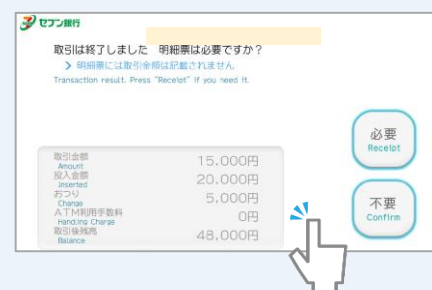 セブン銀行
取引は終了しました 明細票は必要ですか？
> 明細票には取引金額は記載されません
Transaction result. Press "Receipt" if you need it.
必要
Receipt
取引金額
Amount
15,000円
投入金額
Inserted
20,000円
おつり
Change
5,000円
ATM利用手数料
Handling Charge
0円
取引後残高
Balance
48,000円
不要
Confirm